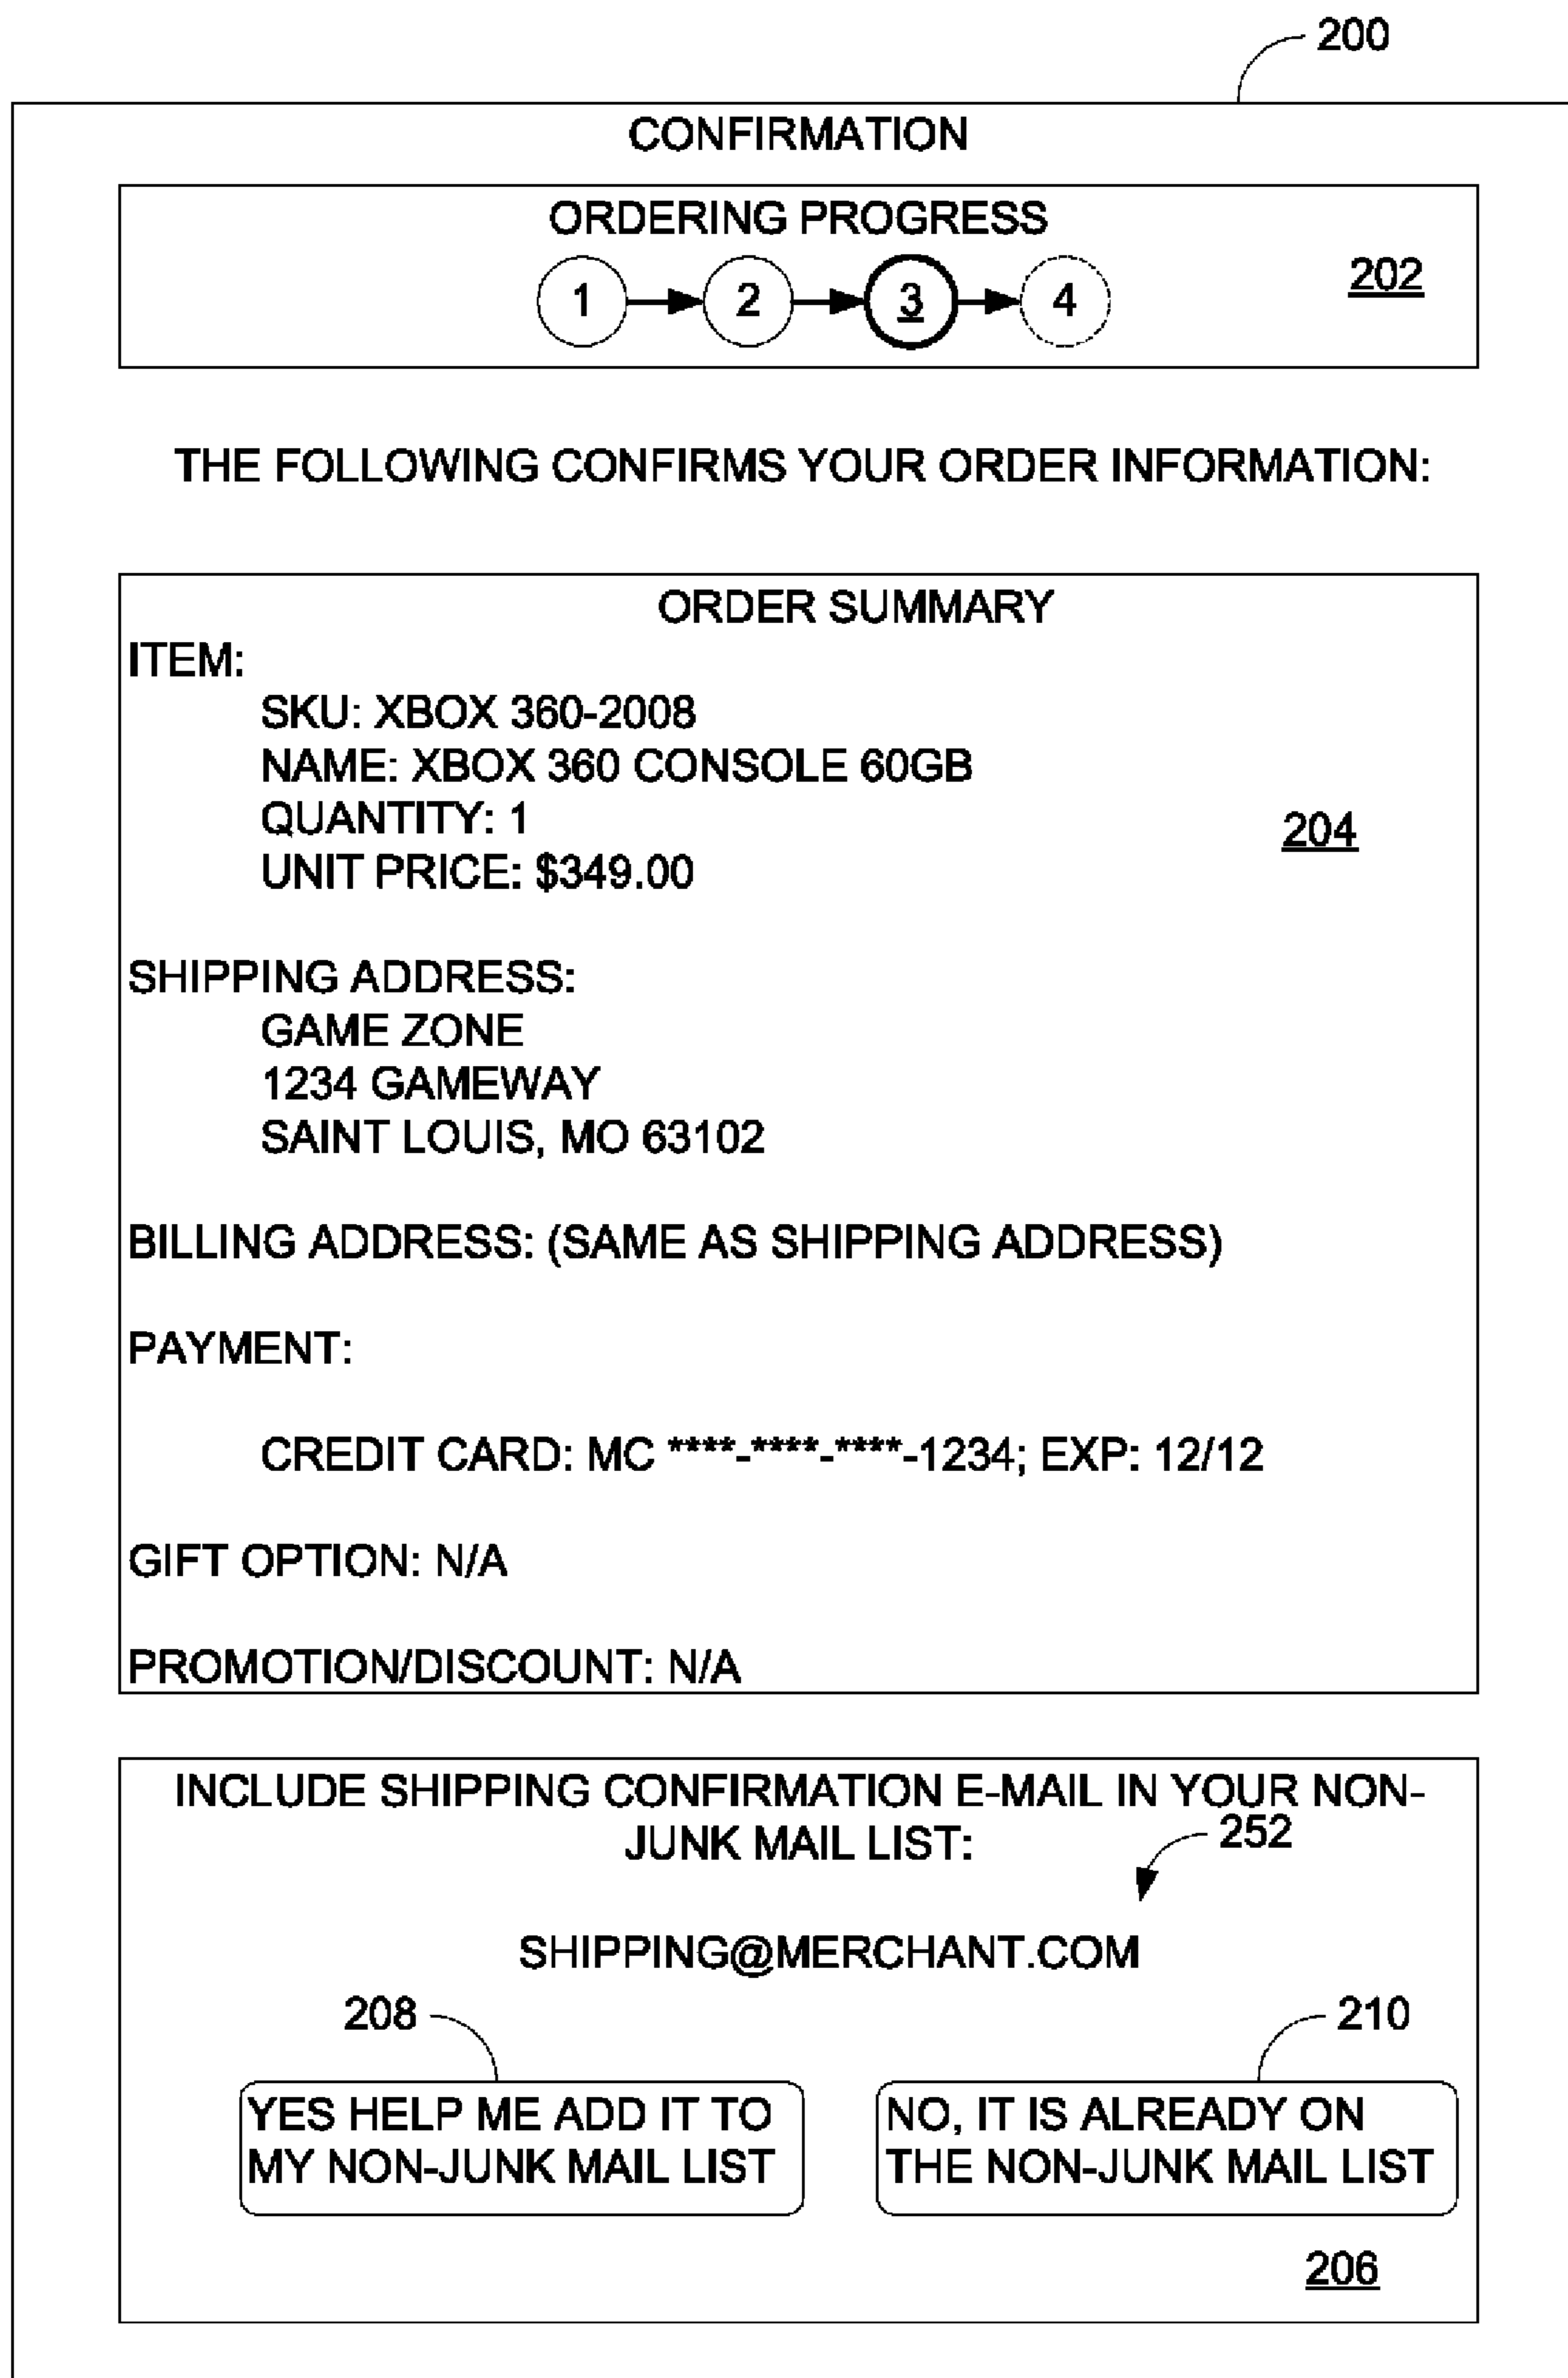 200
CONFIRMATION
ORDERING PROGRESS
1 2 3 4
202
THE FOLLOWING CONFIRMS YOUR ORDER INFORMATION:
ORDER SUMMARY
ITEM:
SKU: XBOX 360-2008
NAME: XBOX 360 CONSOLE 60GB
QUANTITY: 1
204
UNIT PRICE: $349.00
SHIPPING ADDRESS:
GAME ZONE
1234 GAMEWAY
SAINT LOUIS, MO 63102
BILLING ADDRESS: (SAME AS SHIPPING ADDRESS)
PAYMENT:
CREDIT CARD: MC ****-****-****-1234; EXP: 12/12
GIFT OPTION: N/A
PROMOTION/DISCOUNT: N/A
INCLUDE SHIPPING CONFIRMATION E-MAIL IN YOUR NON-
JUNK MAIL LIST:
252
SHIPPING@MERCHANT.COM
208
210
YES HELP ME ADD IT TO
MY NON-JUNK MAIL LIST
NO, IT IS ALREADY ON
THE NON-JUNK MAIL LIST
206